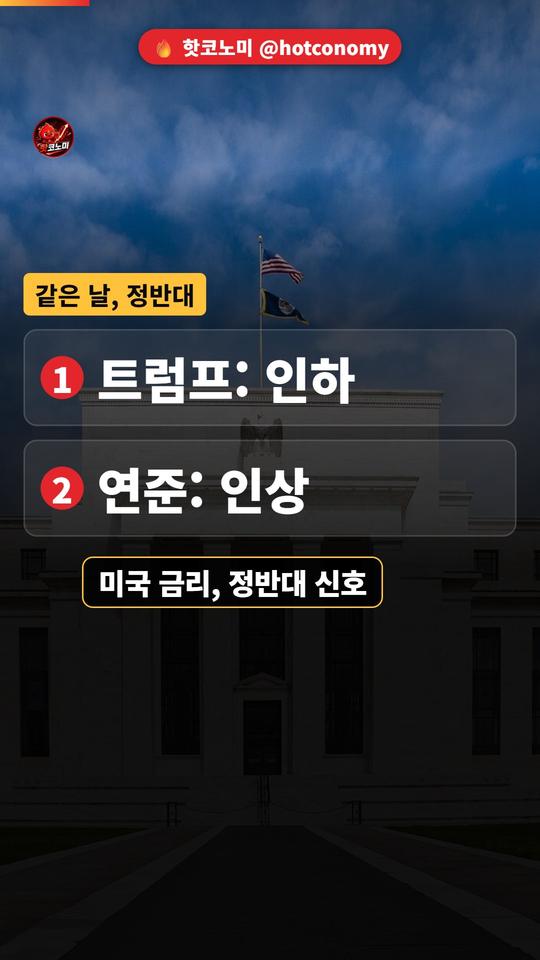 핫코노미 @hotconomy
핫코노미
같은 날, 정반대
1 트럼프: 인하
2 연준: 인상
미국 금리, 정반대 신호